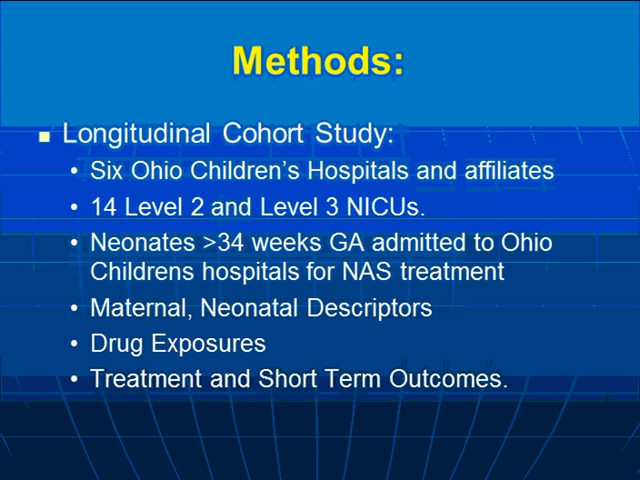 Methods:
Longitudinal Cohort Study:
• Six Ohio Children's Hospitals and affiliates
• 14 Level 2 and Level 3 NICUs.
• Neonates >34 weeks GA admitted to Ohio
Childrens hospitals for NAS treatment
• Maternal, Neonatal Descriptors
• Drug Exposures
• Treatment and Short Term Outcomes.